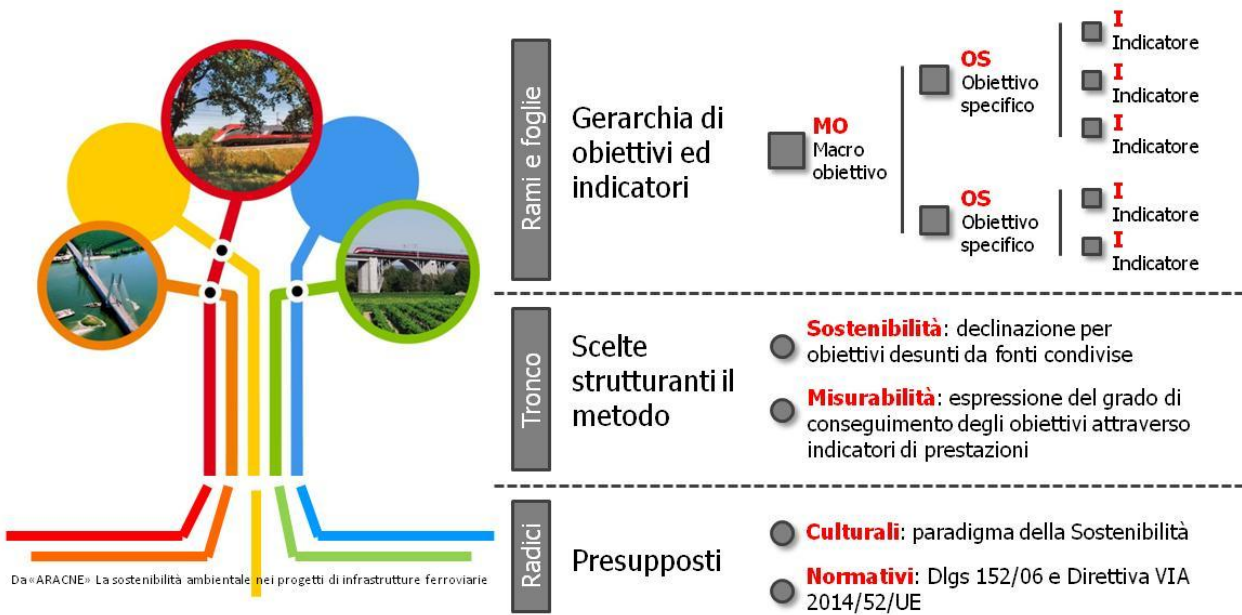 Rami e foglie
Gerarchia di
obiettivi ed
indicatori
MO
Macro
obiettivo
OS
Obiettivo
specifico
I
Indicatore
I
Indicatore
I
Indicatore
OS
Obiettivo
specifico
I
Indicatore
I
Indicatore
Tronco
Scelte
strutturanti il
metodo
Sostenibilità: declinazione per
obiettivi desunti da fonti condivise
Misurabilità: espressione del grado di
conseguimento degli obiettivi attraverso
indicatori di prestazioni
Radici
Presupposti
Culturali: paradigma della Sostenibilità
Normativi: Dlgs 152/06 e Direttiva VIA
2014/52/UE
Da «ARACNE» La sostenibilità ambientale nei progetti di infrastrutture ferroviarie